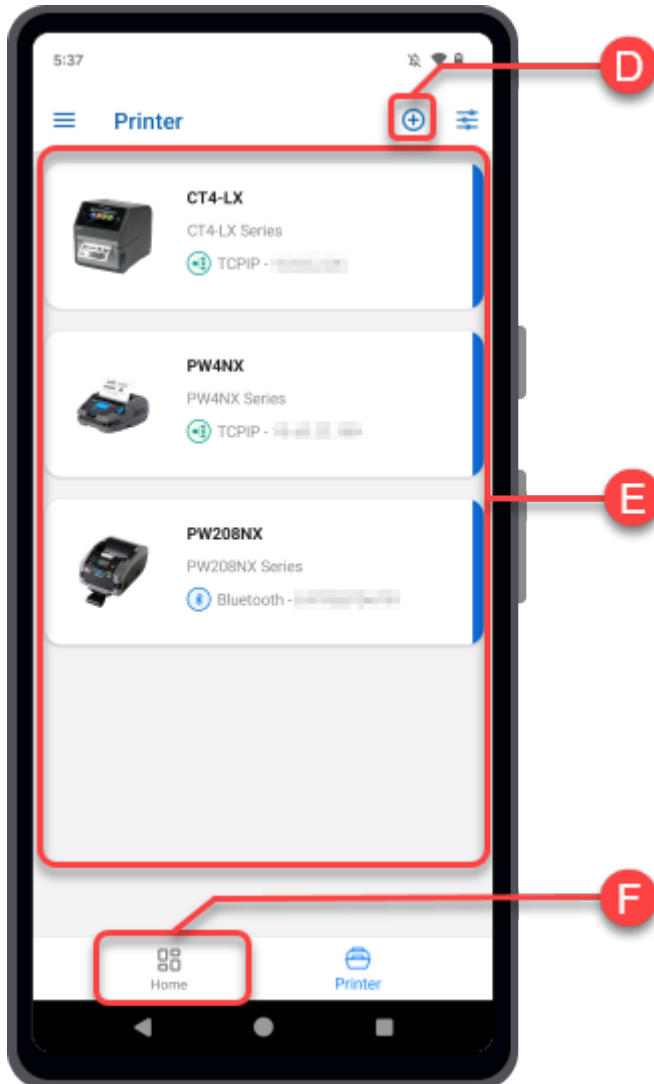 5:37
D
Printer
CT4-LX
CT4-LX Series
TCPIP -
PW4NX
PW4NX Series
TCPIP -
E
PW208NX
PW208NX Series
Bluetooth -
F
Home
Printer